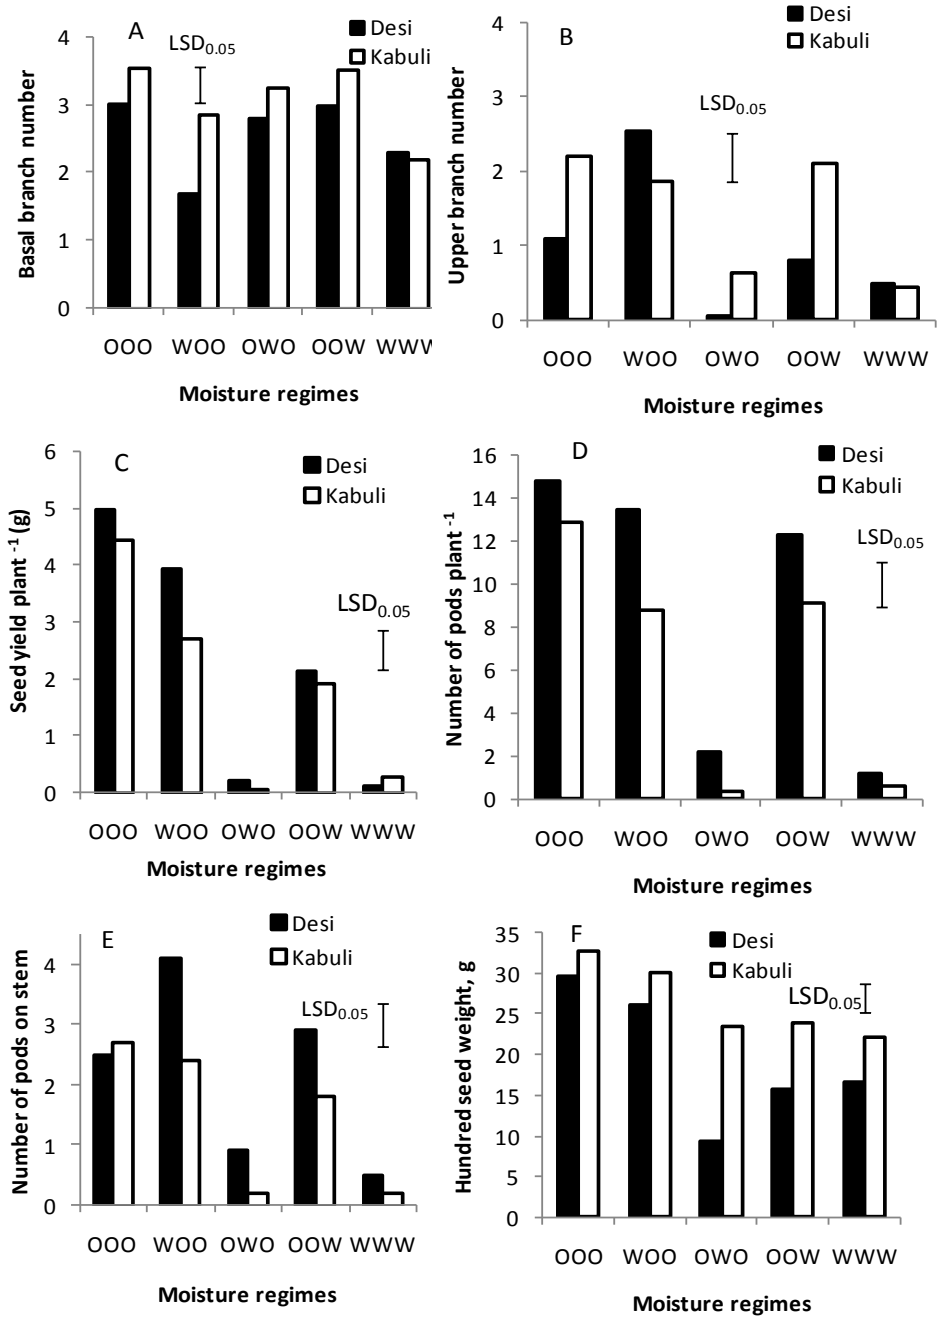 A
Desi
Kabuli
LSD0.05
4
3
2
1
0
Basal branch number
OOO WOO OWO OOW WWW
Moisture regimes
B
Desi
Kabuli
LSD0.05
4
3
2
1
0
Upper branch number
OOO WOO OWO OOW WWW
Moisture regimes
C
Desi
Kabuli
LSD0.05
6
5
4
3
2
1
0
Seed yield plant -1 (g)
OOO WOO OWO OOW WWW
Moisture regimes
D
Desi
Kabuli
LSD0.05
16
14
12
10
8
6
4
2
0
Number of pods plant -1
OOO WOO OWO OOW WWW
Moisture regimes
E
Desi
Kabuli
LSD0.05
4
3
2
1
0
Number of pods on stem
OOO WOO OWO OOW WWW
Moisture regimes
F
Desi
Kabuli
LSD0.05
35
30
25
20
15
10
5
0
Hundred seed weight, g
OOO WOO OWO OOW WWW
Moisture regimes